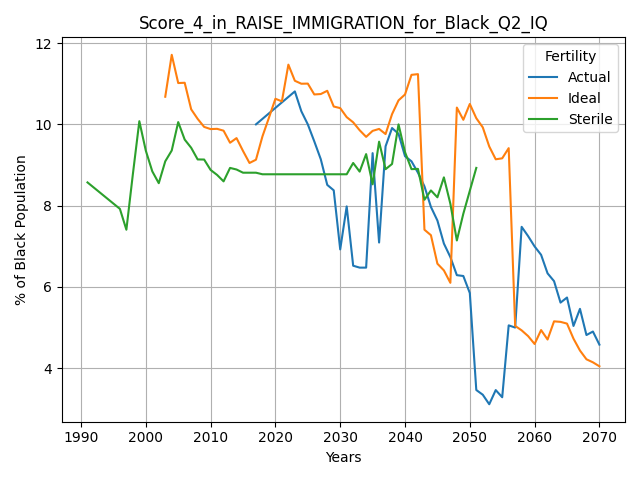 Score_4_in_RAISE_IMMIGRATION_for_Black_Q2_IQ
% of Black Population
12
10
8
6
4
Fertility
Actual
Ideal
Sterile
1990 2000 2010 2020 2030 2040 2050 2060 2070
Years